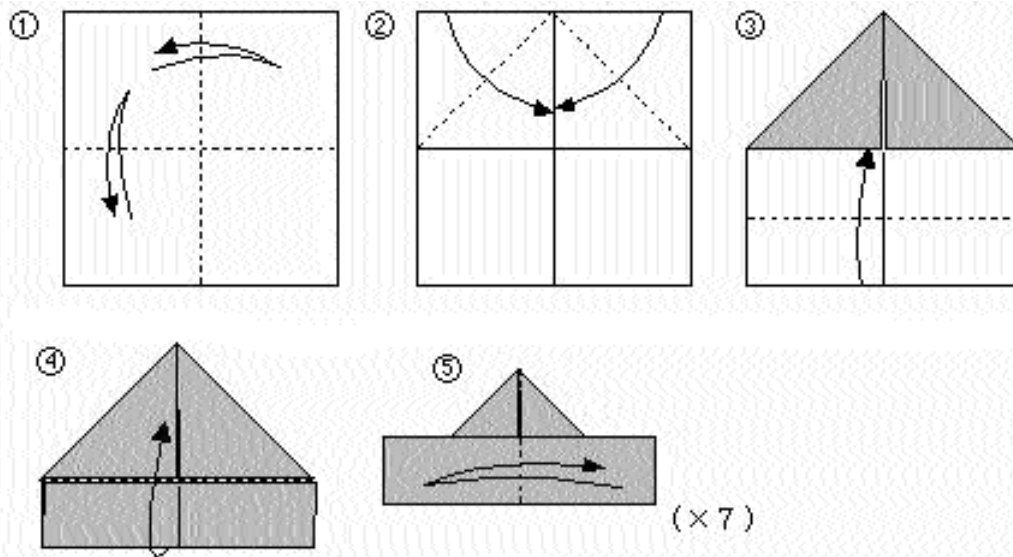 ① ② ③
④ ⑤
(×7)